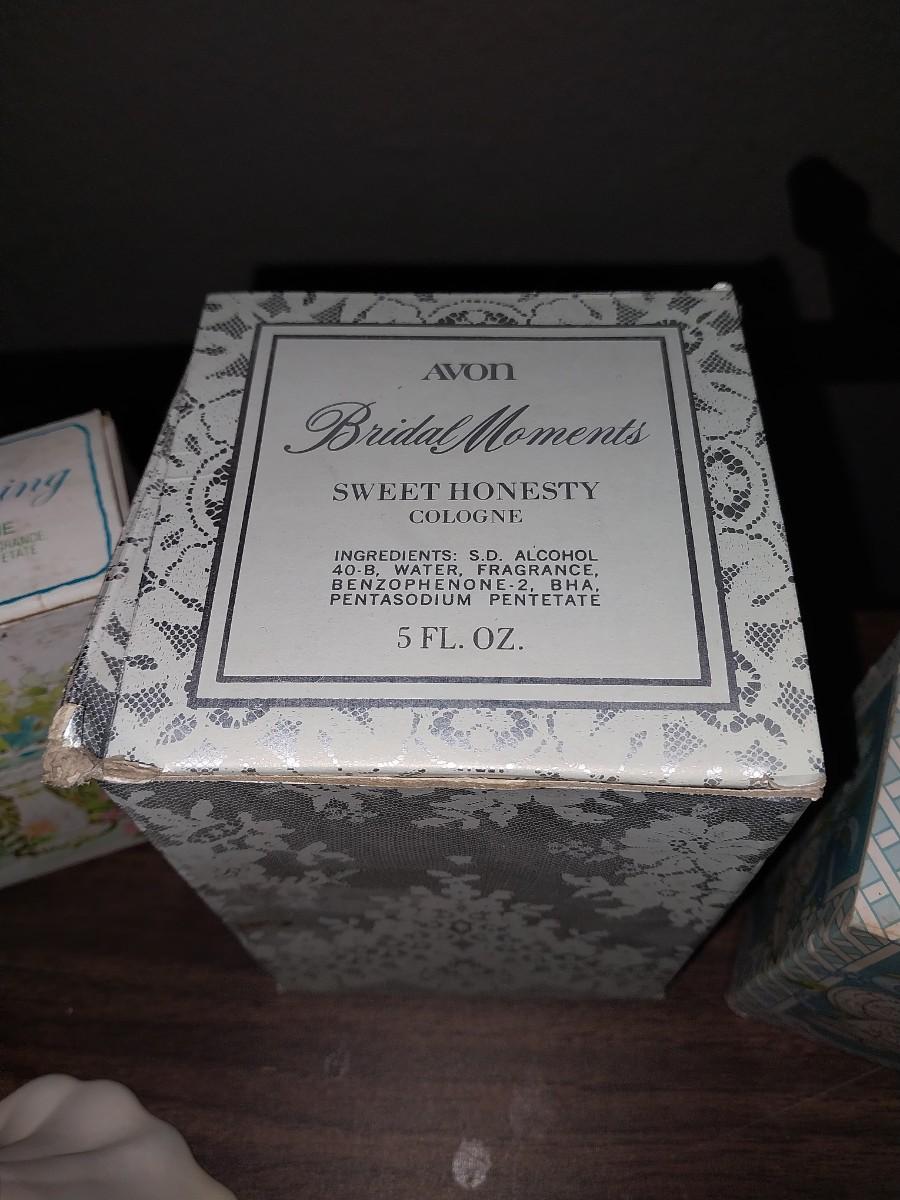 AVON
Bridal Moments
SWEET HONESTY
COLOGNE
INGREDIENTS: S.D. ALCOHOL
40-B, WATER, FRAGRANCE,
BENZOPHENONE-2, BHA,
PENTASODIUM PENTETATE
5 FL. OZ.